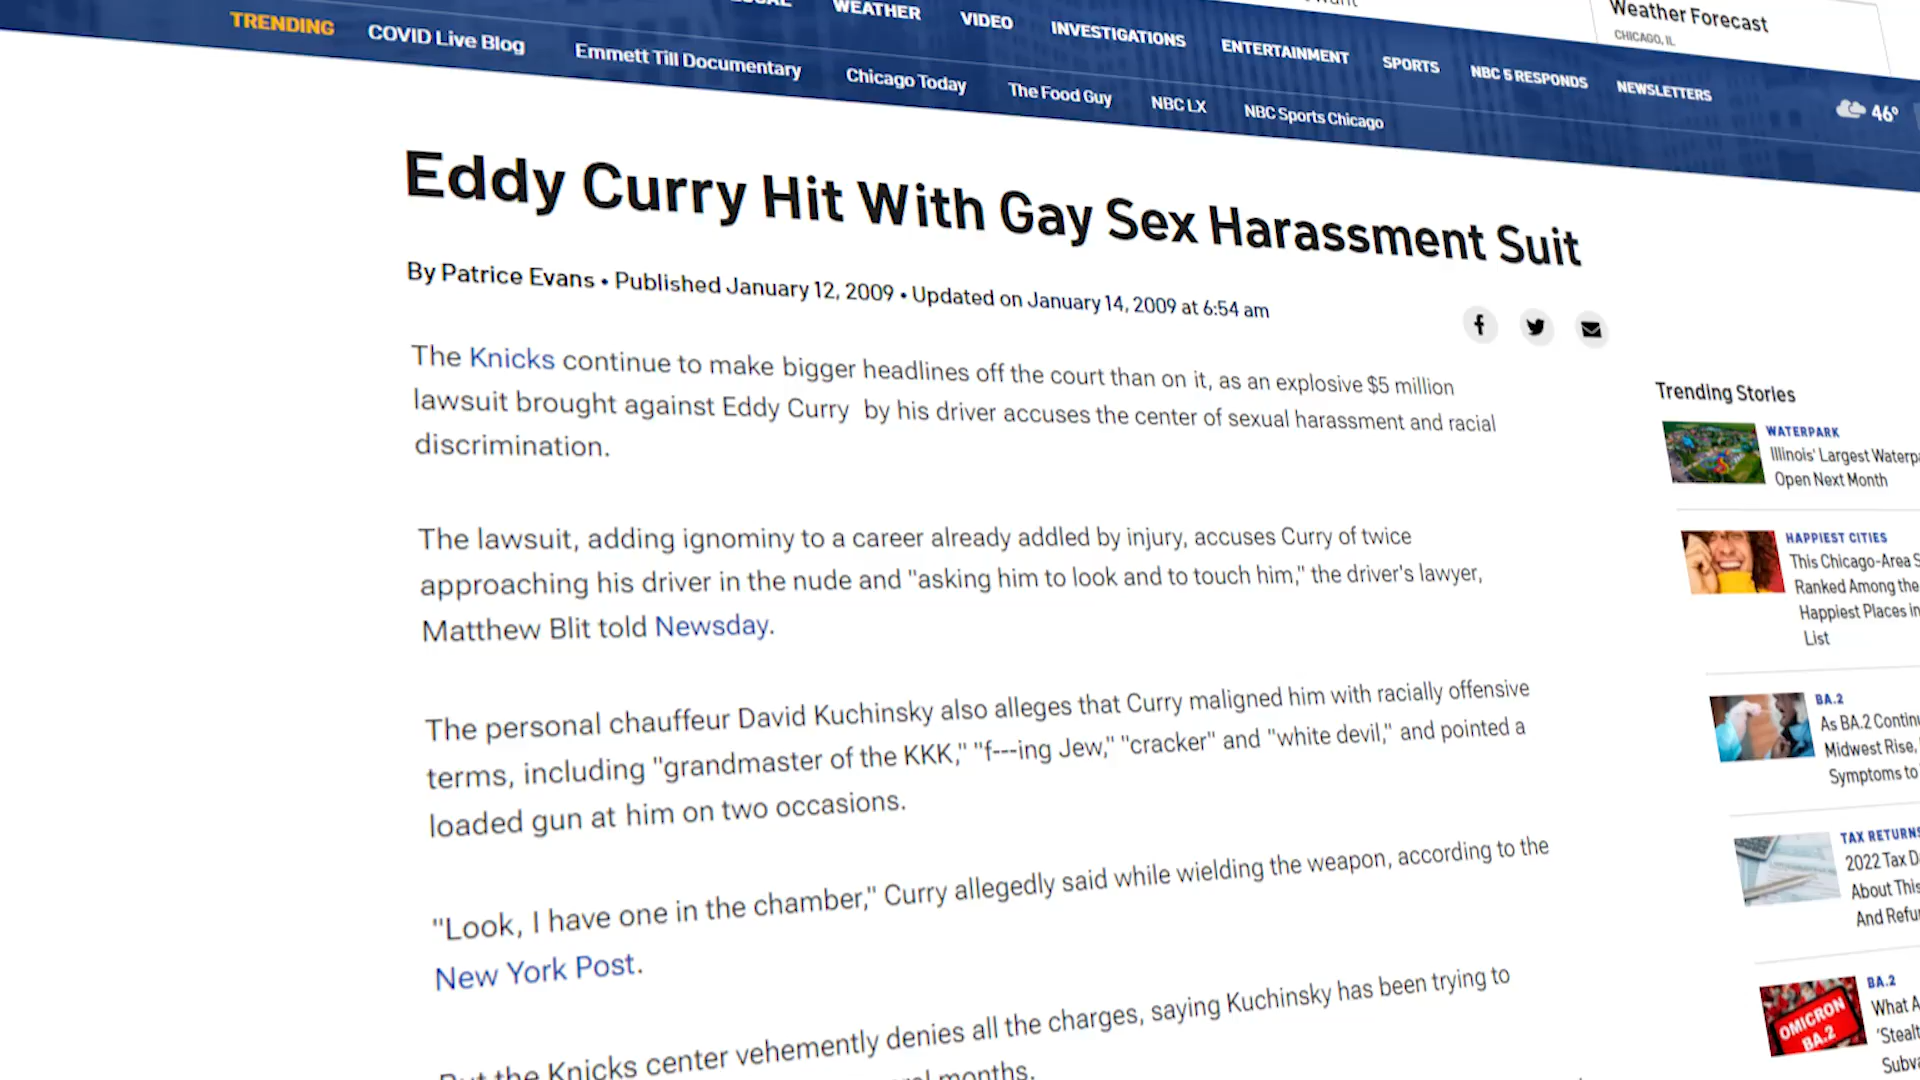 Weather Forecast
CHICAGO, IL
WEATHER VIDEO INVESTIGATIONS ENTERTAINMENT SPORTS NBC 5 RESPONDS NEWSLETTERS
46°
TRENDING COVID Live Blog Emmett Till Documentary Chicago Today The Food Guy NBC LX NBC Sports Chicago
Eddy Curry Hit With Gay Sex Harassment Suit
By Patrice Evans • Published January 12, 2009 • Updated on January 14, 2009 at 6:54 am
The Knicks continue to make bigger headlines off the court than on it, as an explosive $5 million
lawsuit brought against Eddy Curry by his driver accuses the center of sexual harassment and racial
discrimination.
The lawsuit, adding ignominy to a career already addled by injury, accuses Curry of twice
approaching his driver in the nude and "asking him to look and to touch him," the driver's lawyer,
Matthew Blit told Newsday.
The personal chauffeur David Kuchinsky also alleges that Curry maligned him with racially offensive
terms, including "grandmaster of the KKK," "f---ing Jew," "cracker" and "white devil," and pointed a
loaded gun at him on two occasions.
"Look, I have one in the chamber," Curry allegedly said while wielding the weapon, according to the
New York Post.
the Knicks center vehemently denies all the charges, saying Kuchinsky has been trying to
months.
Trending Stories
WATERPARK
Illinois' Largest
Open Next Month
HAPPIEST CITIES
This Chicago-Area
Ranked Among the
Happiest Places in
List
BA.2
As BA.2
Midwest Rise,
Symptoms to
TAX RETURNS
2022 Tax
About This
And
BA.2
What
OMICRON
BA.2